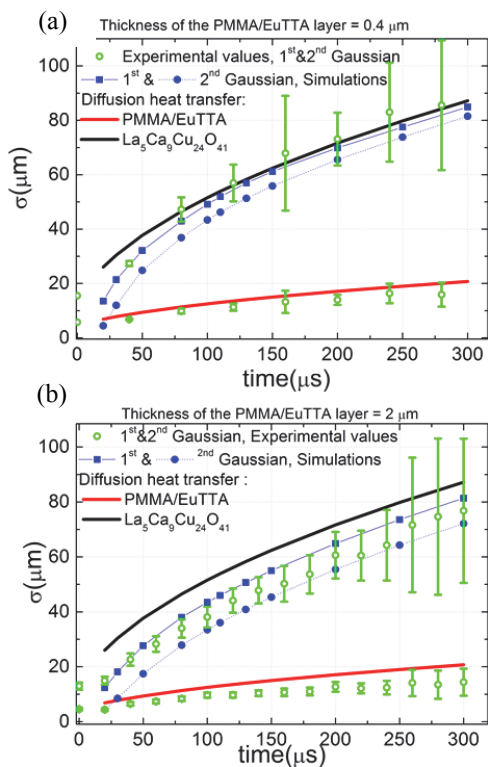 (a)
Thickness of the PMMA/EuTTA layer = 0.4 μm
Experimental values, 1st&2nd Gaussian
1st & 2nd Gaussian, Simulations
Diffusion heat transfer:
PMMA/EuTTA
La5Ca9Cu24O41
σ(μm)
100
80
60
40
20
0
0 50 100 150 200 250 300
time(μs)
(b)
Thickness of the PMMA/EuTTA layer = 2 μm
1st&2nd Gaussian, Experimental values
1st & 2nd Gaussian, Simulations
Diffusion heat transfer :
PMMA/EuTTA
La5Ca9Cu24O41
σ(μm)
100
80
60
40
20
0
0 50 100 150 200 250 300
time(μs)